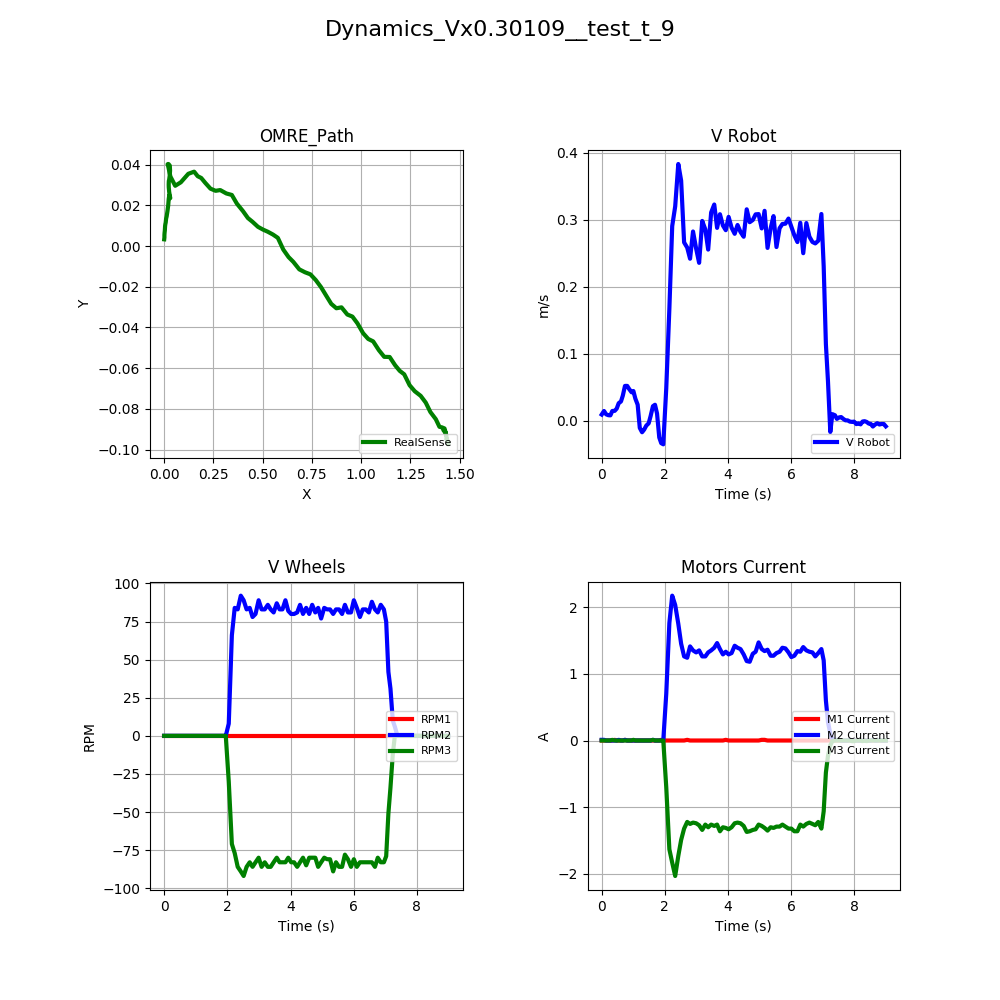 Dynamics_Vx0.30109__test_t_9
OMRE_Path
0.04
0.02
0.00
−0.02
−0.04
−0.06
−0.08
−0.10
Y
0.00 0.25 0.50 0.75 1.00 1.25 1.50
X
RealSense
V Robot
0.4
0.3
0.2
0.1
0.0
m/s
0 2 4 6 8
Time (s)
V Robot
V Wheels
100
75
50
25
0
−25
−50
−75
−100
RPM
0 2 4 6 8
Time (s)
RPM1
RPM2
RPM3
Motors Current
2
1
0
−1
−2
A
0 2 4 6 8
Time (s)
M1 Current
M2 Current
M3 Current